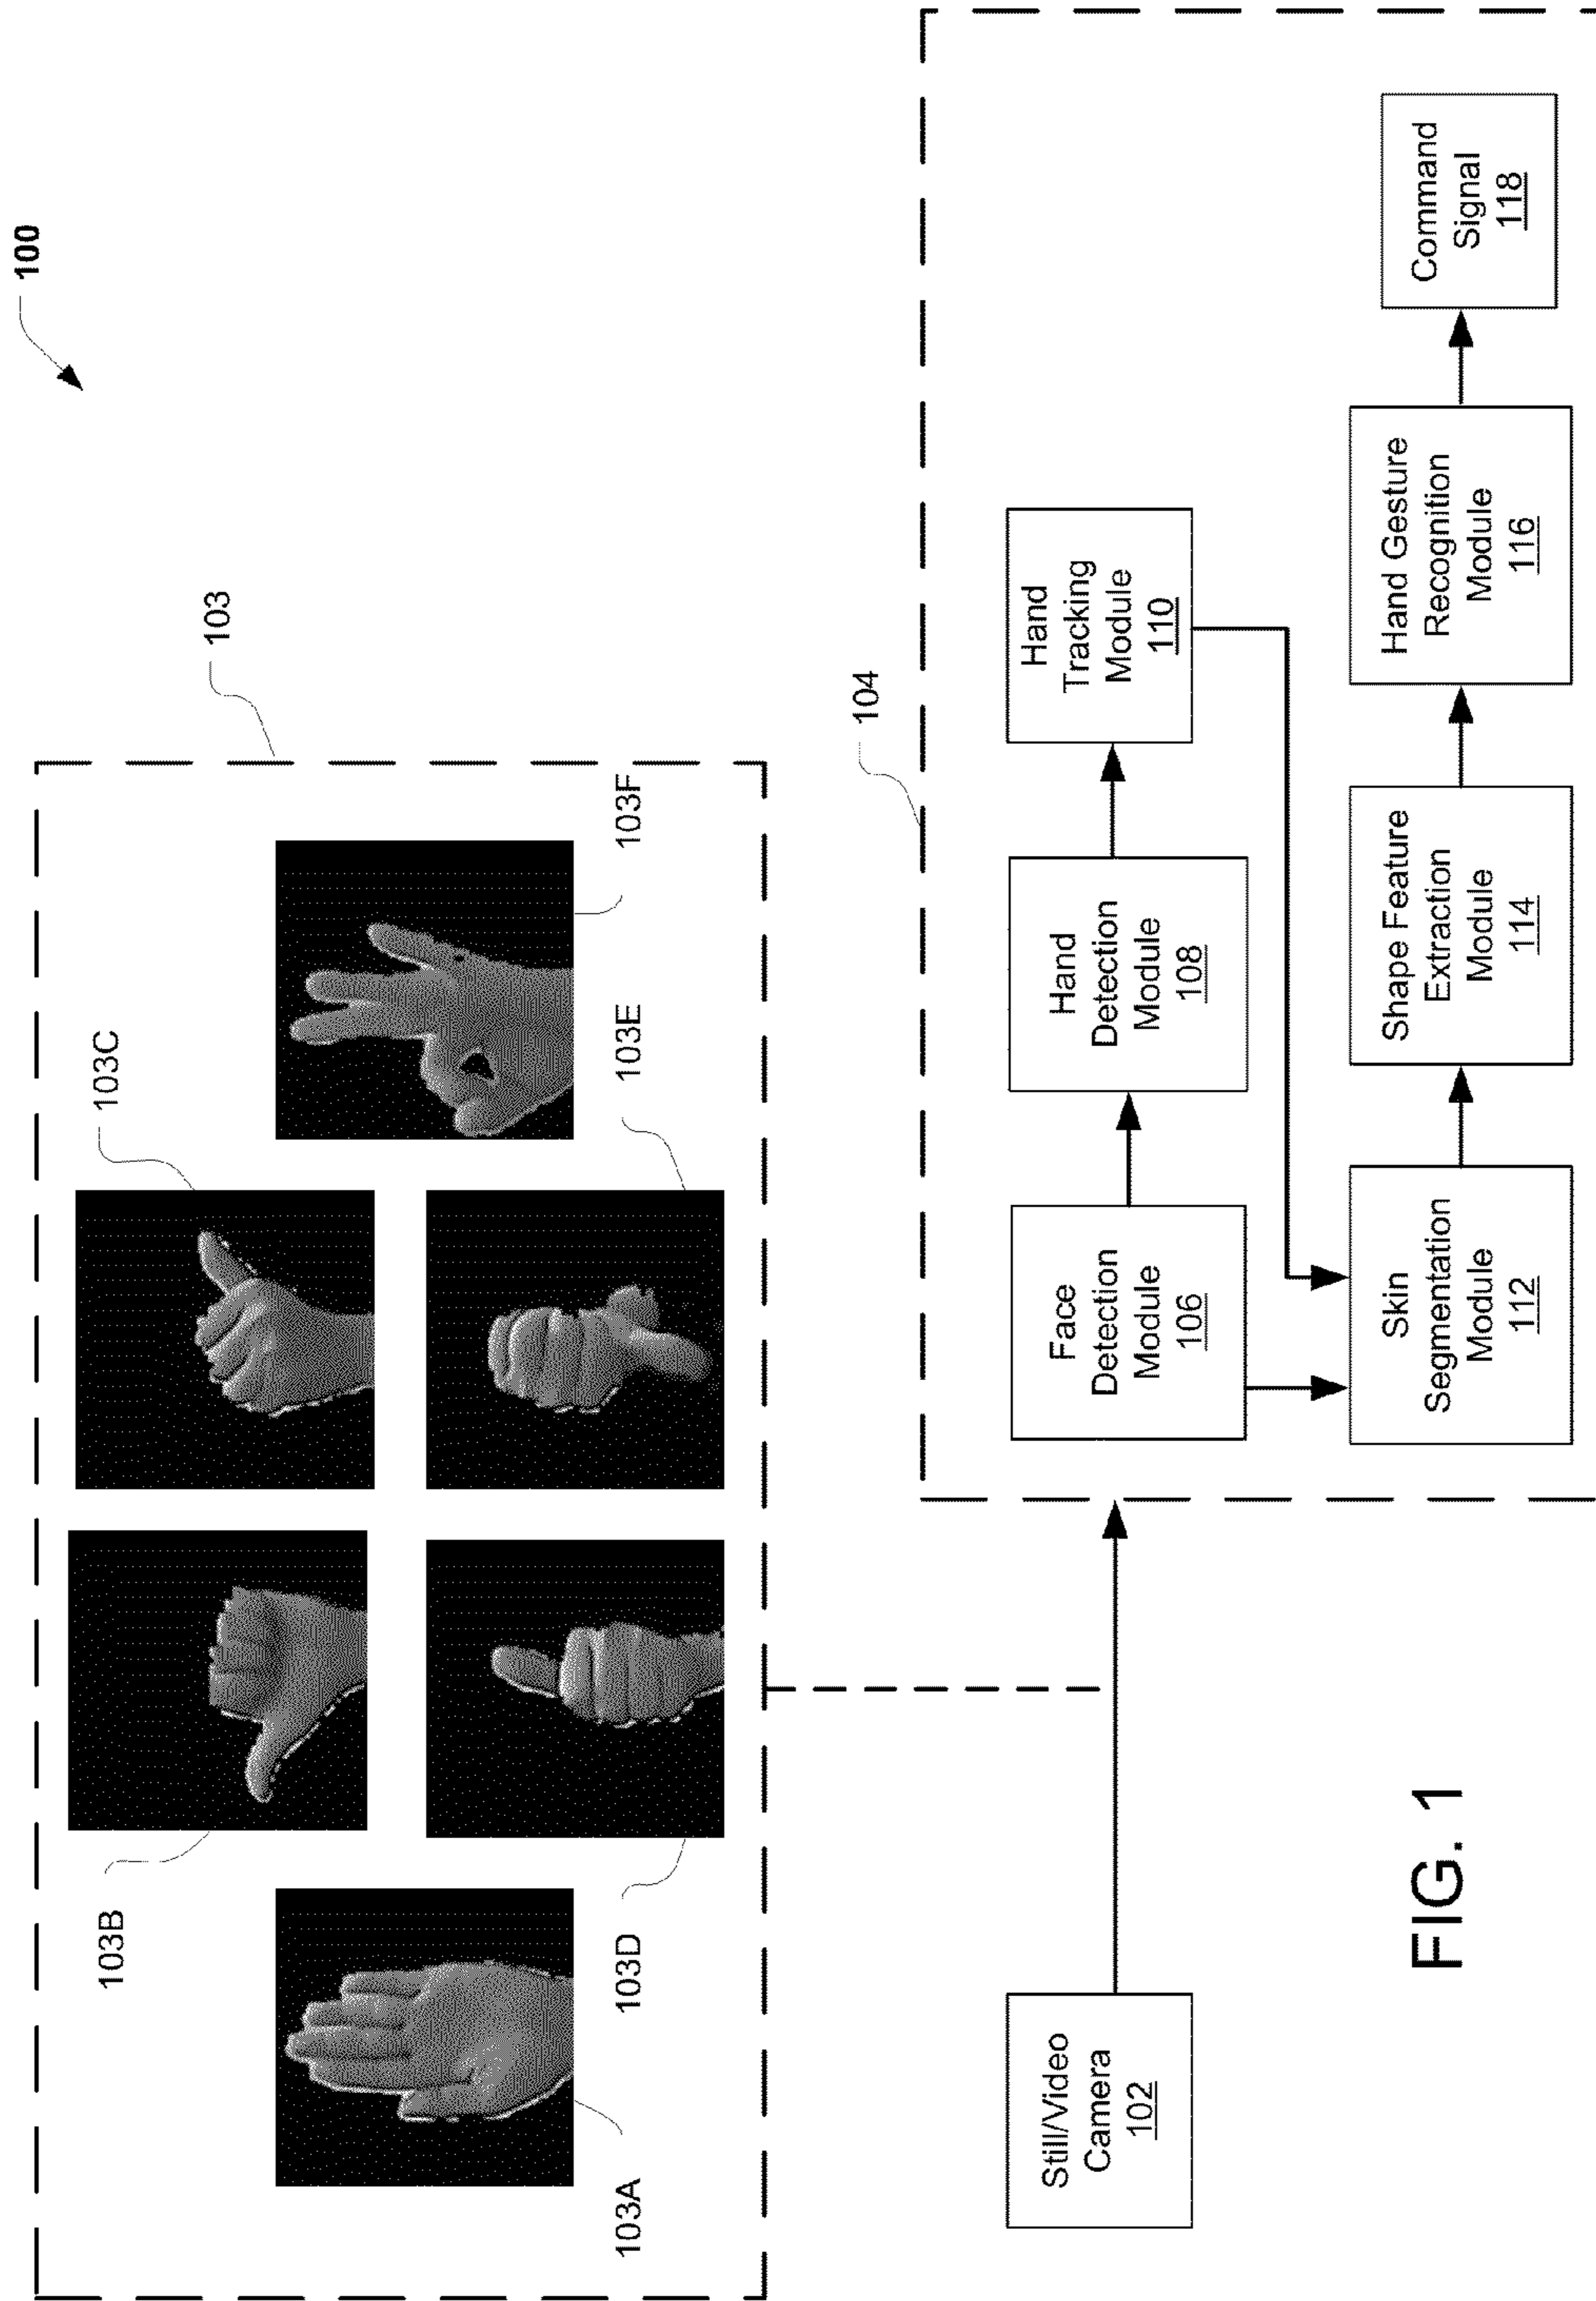 100
103
103B
103C
103A
103D
103E
103F
104
Still/Video
Camera
102
Face
Detection
Module
106
Hand
Detection
Module
108
Hand
Tracking
Module
110
Skin
Segmentation
Module
112
Shape Feature
Extraction
Module
114
Hand Gesture
Recognition
Module
116
Command
Signal
118
FIG. 1